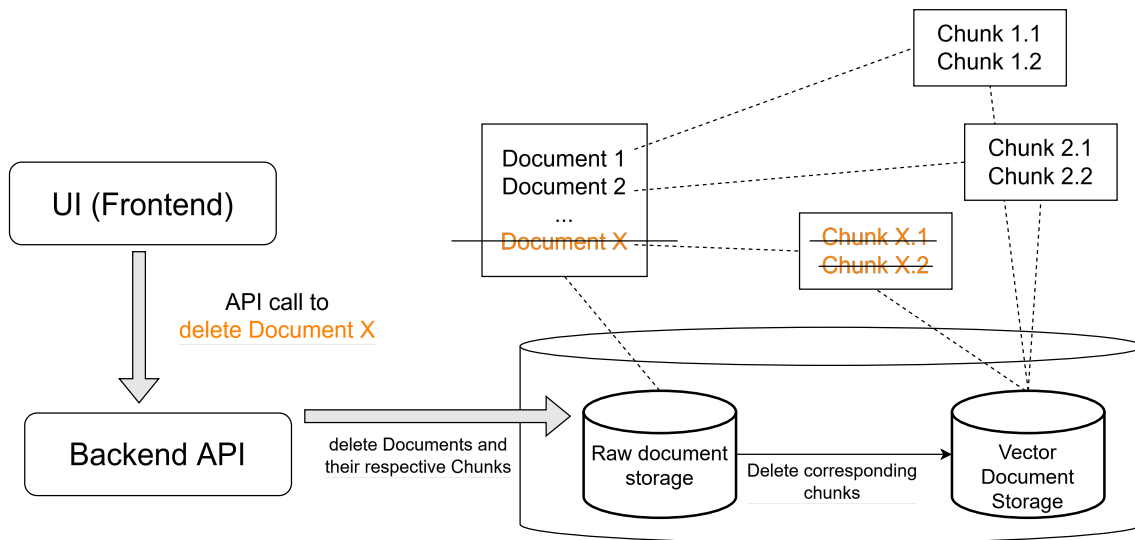 Chunk 1.1
Chunk 1.2
Document 1
Document 2
...
Document X
Chunk 2.1
Chunk 2.2
Chunk X.1
Chunk X.2
UI (Frontend)
API call to
delete Document X
Backend API
delete Documents and
their respective Chunks
Raw document
storage
Delete corresponding
chunks
Vector
Document
Storage